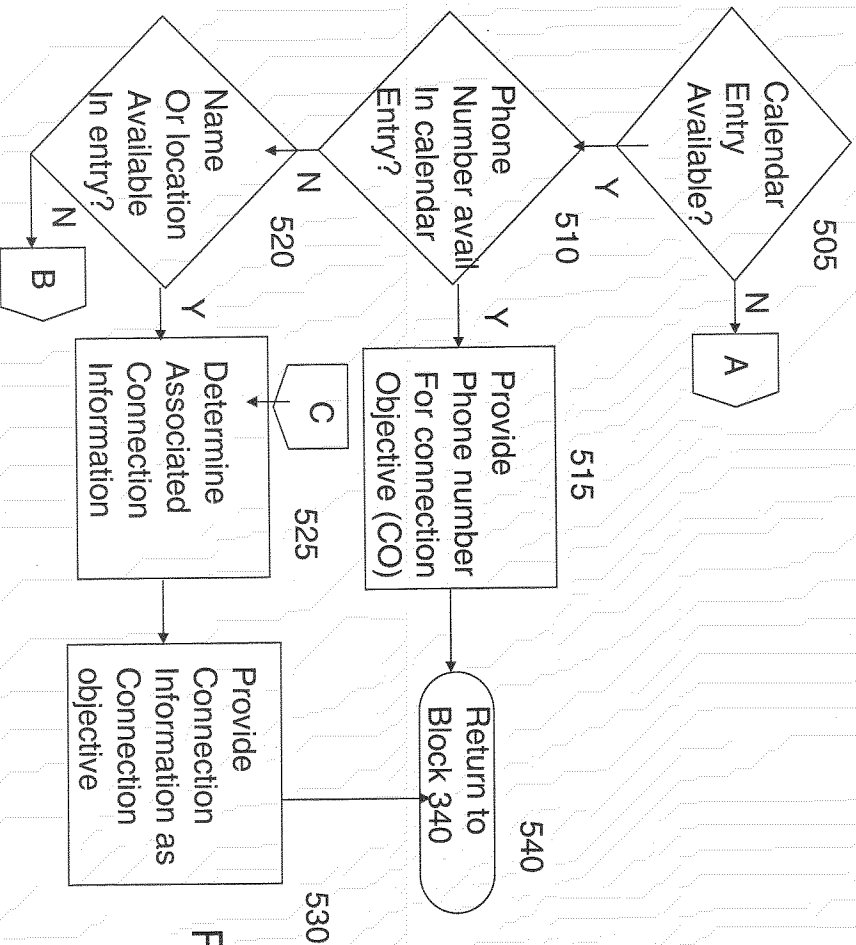 505
Calendar
Entry
Available?
N
A
Y
510
Phone
Number avail
In calendar
Entry?
Y
515
Provide
Phone number
For connection
Objective (CO)
540
Return to
Block 340
N
520
Name
Or location
Available
In entry?
N
B
Y
C
525
Determine
Associated
Connection
Information
530
Provide
Connection
Information as
Connection
objective
F